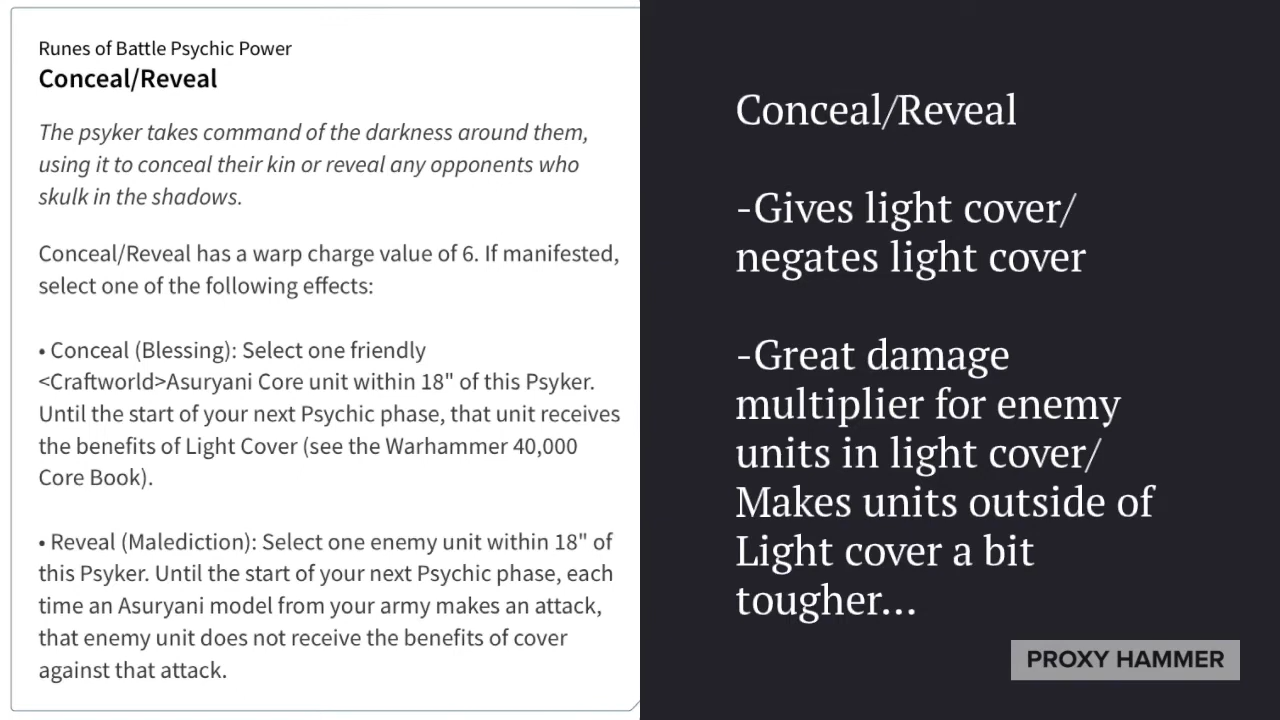 Runes of Battle Psychic Power
Conceal/Reveal
The psyker takes command of the darkness around them,
using it to conceal their kin or reveal any opponents who
skulk in the shadows.
Conceal/Reveal has a warp charge value of 6. If manifested,
select one of the following effects:
• Conceal (Blessing): Select one friendly
<Craftworld>Asuryani Core unit within 18" of this Psyker.
Until the start of your next Psychic phase, that unit receives
the benefits of Light Cover (see the Warhammer 40,000
Core Book).
• Reveal (Malediction): Select one enemy unit within 18" of
this Psyker. Until the start of your next Psychic phase, each
time an Asuryani model from your army makes an attack,
that enemy unit does not receive the benefits of cover
against that attack.
Conceal/Reveal
-Gives light cover/
negates light cover
-Great damage
multiplier for enemy
units in light cover/
Makes units outside of
Light cover a bit
tougher...
PROXY HAMMER